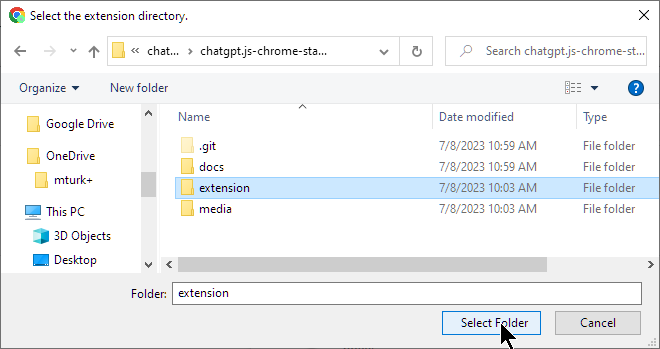 Select the extension directory.
chat... chatgpt.js-chrome-sta... Search chatgpt.js-chrome-st...
Organize New folder
Name Date modified Type
Google Drive
OneDrive
mturk+
This PC
3D Objects
Desktop
.git 7/8/2023 10:59 AM File folder
docs 7/8/2023 10:59 AM File folder
extension 7/8/2023 10:03 AM File folder
media 7/8/2023 10:03 AM File folder
Folder: extension
Select Folder Cancel